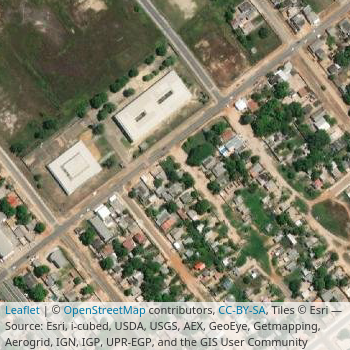 Leaflet | © OpenStreetMap contributors, CC-BY-SA, Tiles © Esri —
Source: Esri, i-cubed, USDA, USGS, AEX, GeoEye, Getmapping,
Aerogrid, IGN, IGP, UPR-EGP, and the GIS User Community